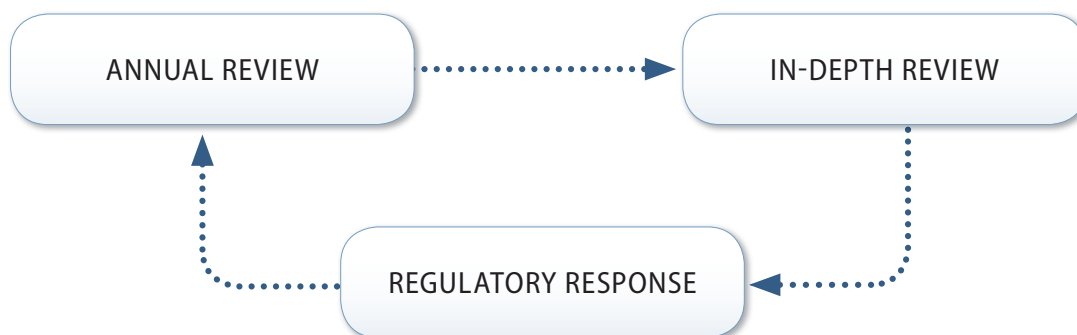 ANNUAL REVIEW
IN-DEPTH REVIEW
REGULATORY RESPONSE